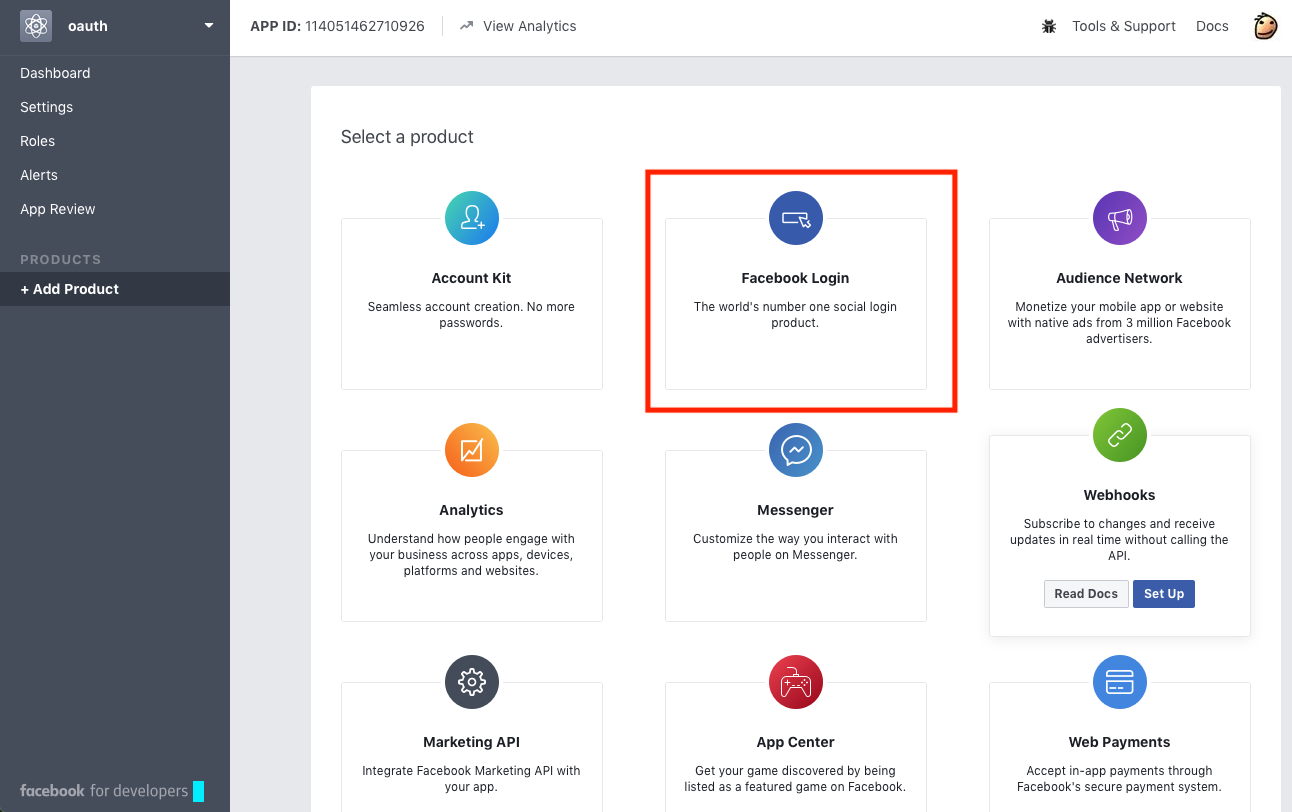 oauth
APP ID: 114051462710926
View Analytics
Tools & Support
Docs
Dashboard
Settings
Roles
Alerts
App Review
PRODUCTS
+ Add Product
facebook for developers
Select a product
Account Kit
Seamless account creation. No more
passwords.
Facebook Login
The world's number one social login
product.
Audience Network
Monetize your mobile app or website
with native ads from 3 million Facebook
advertisers.
Analytics
Understand how people engage with
your business across apps, devices,
platforms and websites.
Messenger
Customize the way you interact with
people on Messenger.
Webhooks
Subscribe to changes and receive
updates in real time without calling the
API.
Read Docs
Set Up
Marketing API
Integrate Facebook Marketing API with
your app.
App Center
Get your game discovered by being
listed as a featured game on Facebook.
Web Payments
Accept in-app payments through
Facebook's secure payment system.